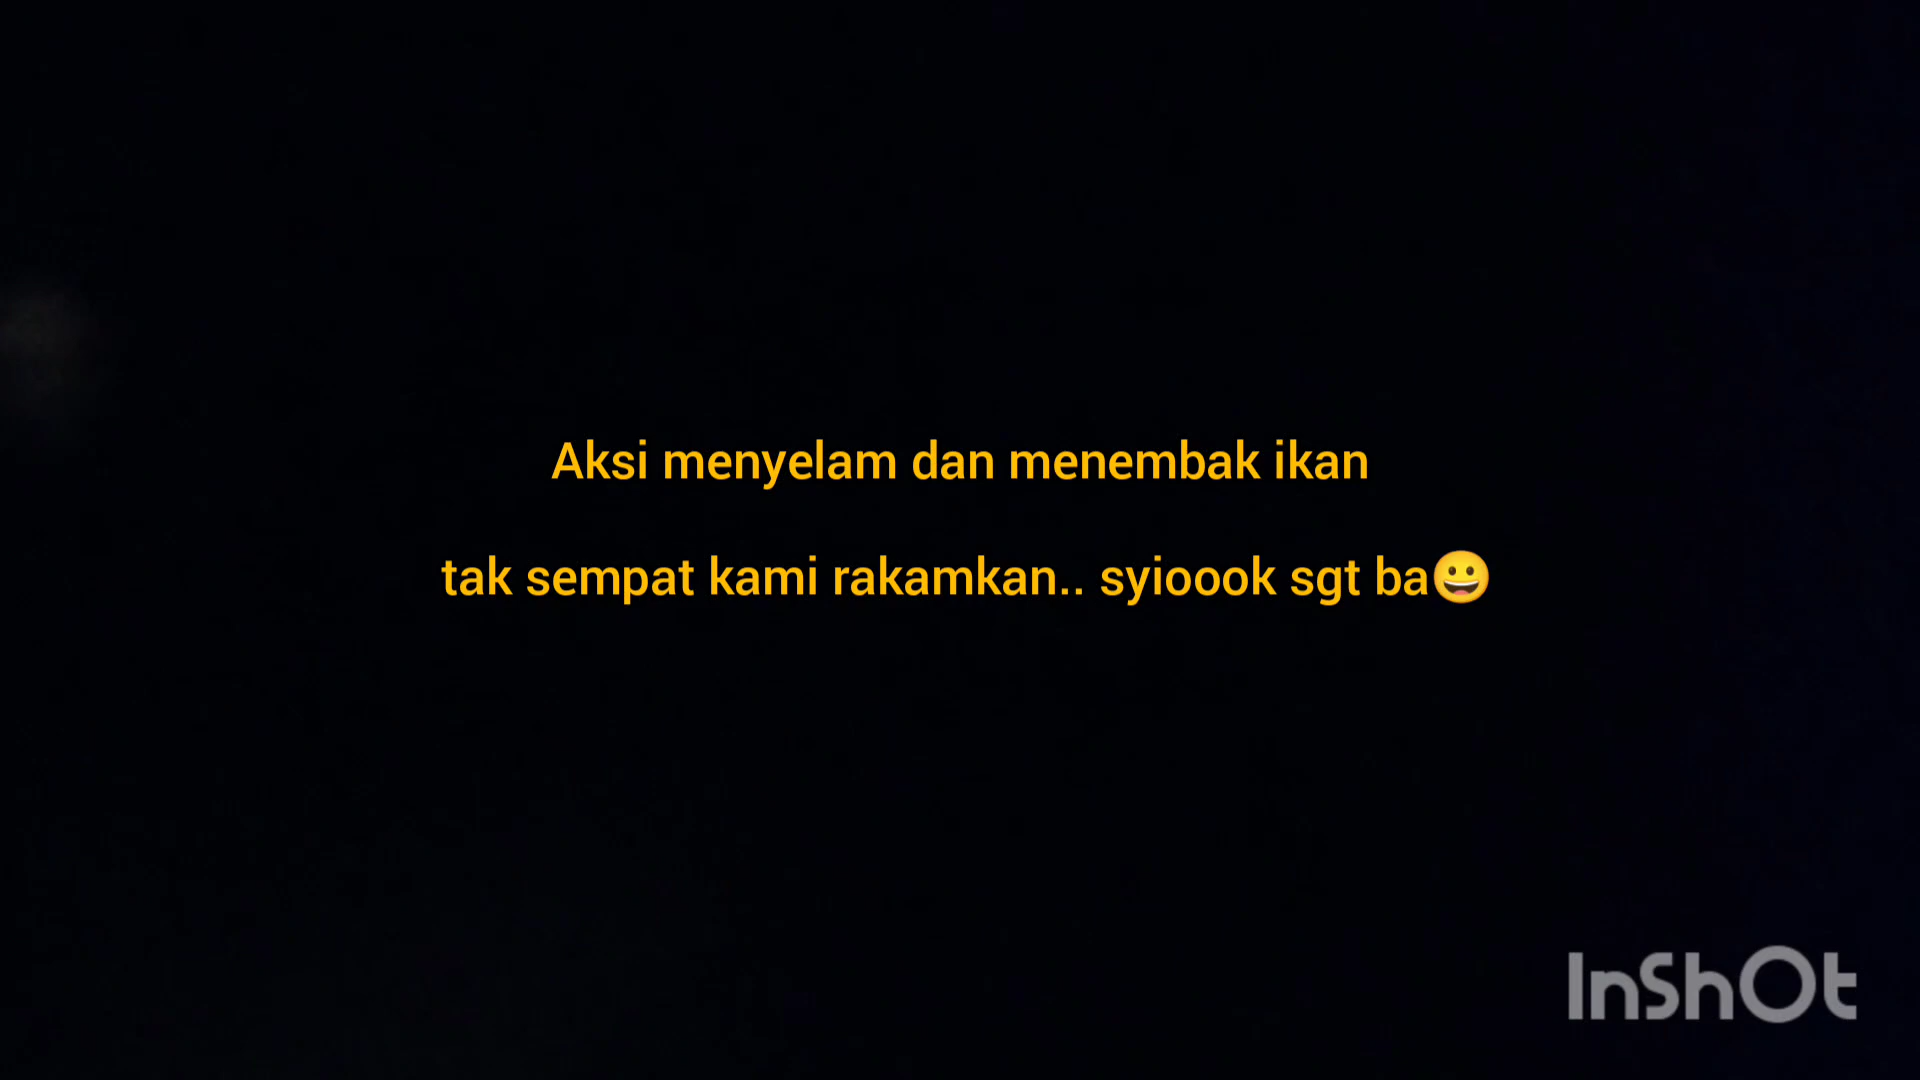 Aksi menyelam dan menembak ikan
tak sempat kami rakamkan.. syioook sgt ba😀
InShOt